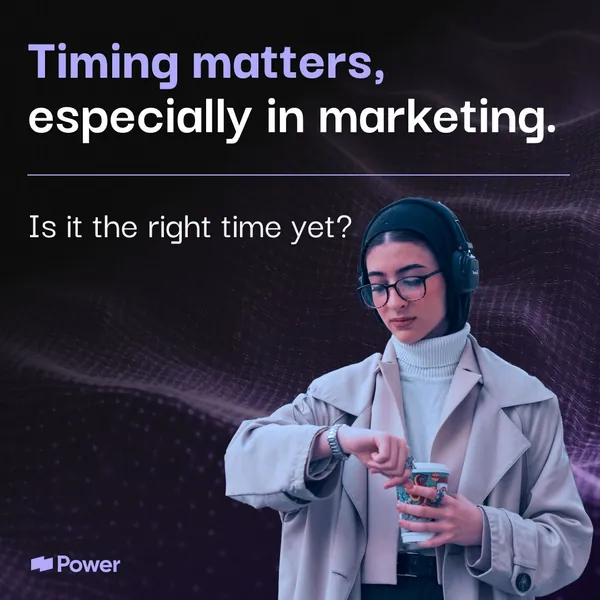 Timing matters,
especially in marketing.
Is it the right time yet?
Power